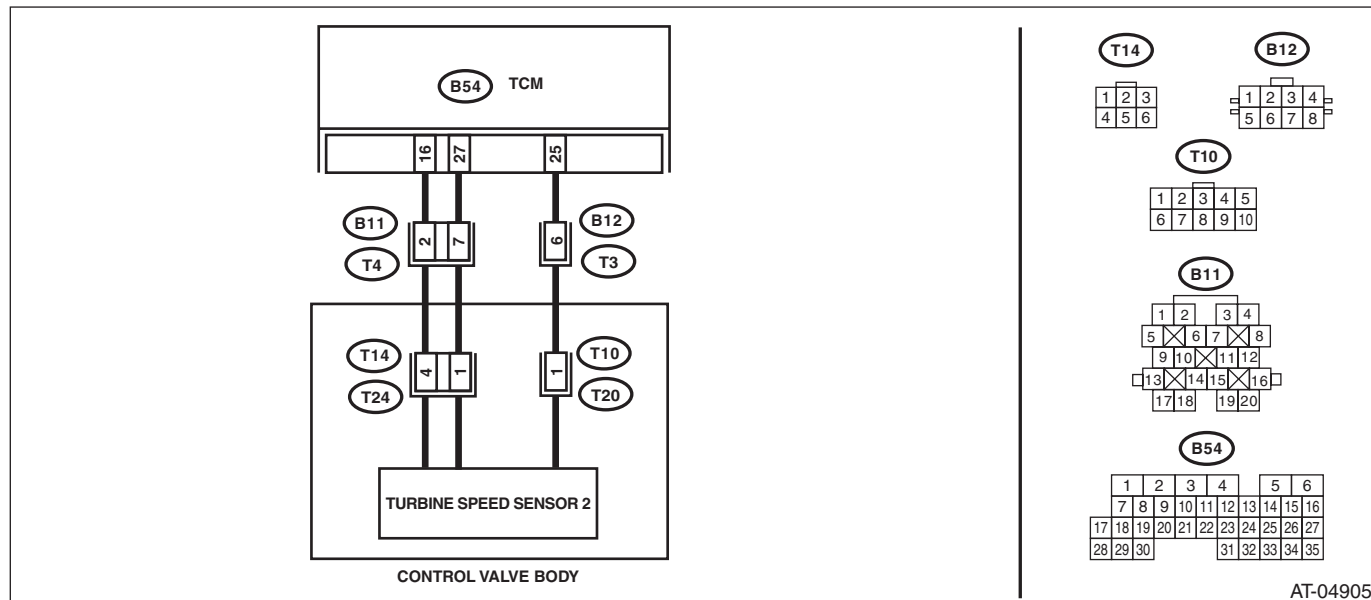 B54 TCM
16 27 25
B11 2 7 6 B12
T4 T3
T14 4 1 1 T10
T24 T20
TURBINE SPEED SENSOR 2
CONTROL VALVE BODY
T14
1 2 3
4 5 6
B12
1 2 3 4
5 6 7 8
T10
1 2 3 4 5
6 7 8 9 10
B11
1 2 3 4
5 6 7 8
9 10 11 12
13 14 15 16
17 18 19 20
B54
1 2 3 4 5 6
7 8 9 10 11 12 13 14 15 16
17 18 19 20 21 22 23 24 25 26 27
28 29 30 31 32 33 34 35
AT-04905